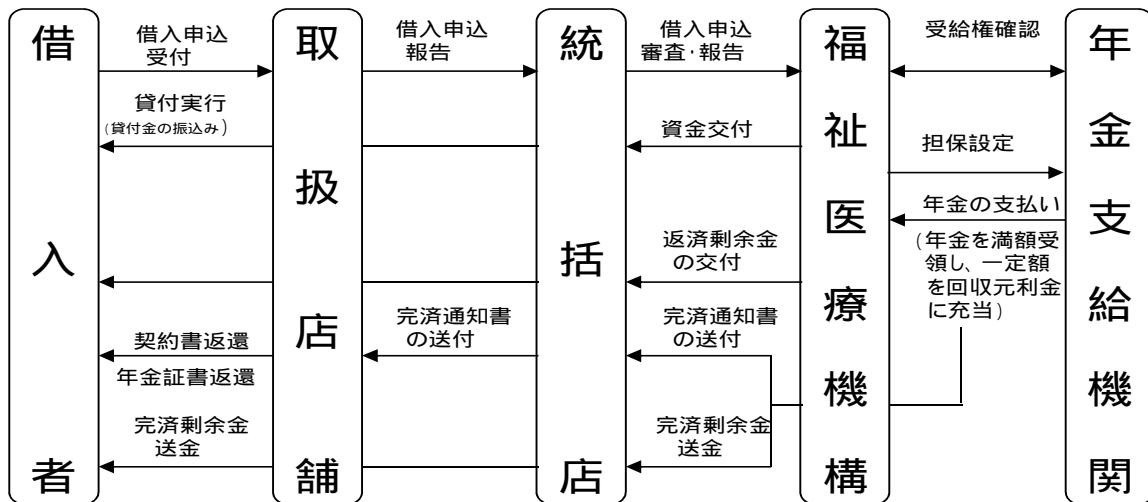 借入者
取扱店舗
統括店
福祉医療機構
年金支給機関
借入申込
受付
借入申込
報告
借入申込
審査・報告
受給権確認
貸付実行
(貸付金の振込み)
資金交付
担保設定
年金の支払い
(年金を満額受
領し、一定額
を回収元利金
に充当)
返済剰余金
の交付
契約書返還
年金証書返還
完済通知書
の送付
完済通知書
の送付
完済剰余金
送金
完済剰余金
送金